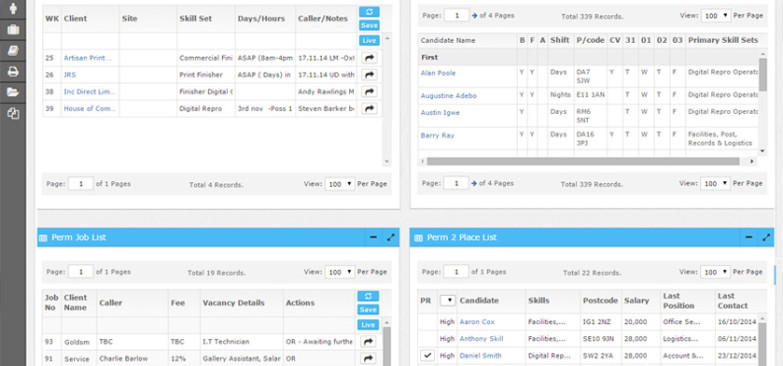 WK Client Site Skill Set Days/Hours Caller/Notes
Save
Live
25 Artisan Print ... Commercial Fini ASAP (8am-4pm 17.11.14 LM -Ox
26 JRS Print Finisher ASAP ( Days) in 17.11.14 UD with
38 Inc Direct Lim... Finisher Digital ( Andy Rawlings M
39 House of Com... Digital Repro 3rd nov -Poss 1 Steven Barker b
Page: 1 of 1 Pages Total 4 Records. View: 100 Per Page
Page: 1 of 4 Pages Total 339 Records. View: 100 Per Page
Candidate Name B F A Shift P/code CV 31 01 02 03 Primary Skill Sets
First
Alan Poole Y Y Days DA7 5JW Y T W T F Digital Repro Operato
Augustine Adebo Y Y Nights E11 1AN Y T W T F Digital Repro Operato
Austin Igwe Days RM6 5NT Y T W T F Digital Repro Operato
Barry Ray Y Y Days DA16 3PJ Y T W T F Facilities, Post, Records & Logistics
Page: 1 of 4 Pages Total 339 Records. View: 100 Per Page
Perm Job List
Page: 1 of 1 Pages Total 19 Records. View: 100 Per Page
Job No Client Name Caller Fee Vacancy Details Actions
Save
Live
93 Goldsm TBC TBC I.T Technician OR - Awaiting furthe
91 Service Charlie Barlow 12% Gallery Assistant, Salar OR
Perm 2 Place List
Page: 1 of 1 Pages Total 22 Records. View: 100 Per Page
PR Candidate Skills Postcode Salary Last Position Last Contact
High Aaron Cox Facilities,... IG1 2NZ 20,000 Office Se... 16/10/2014
High Anthony Skill Facilities,... SE10 9JN 28,000 Logistics... 06/11/2014
High Daniel Smith Digital Rep... SW2 2YA 28,000 Account &... 23/12/2014